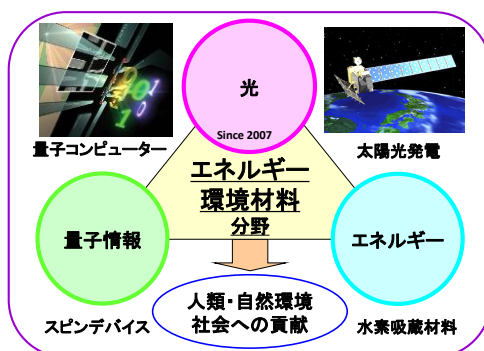 光
Since 2007
量子コンピューター
太陽光発電
エネルギー
環境材料
分野
量子情報
エネルギー
人類・自然環境
社会への貢献
スピンデバイス
水素吸蔵材料